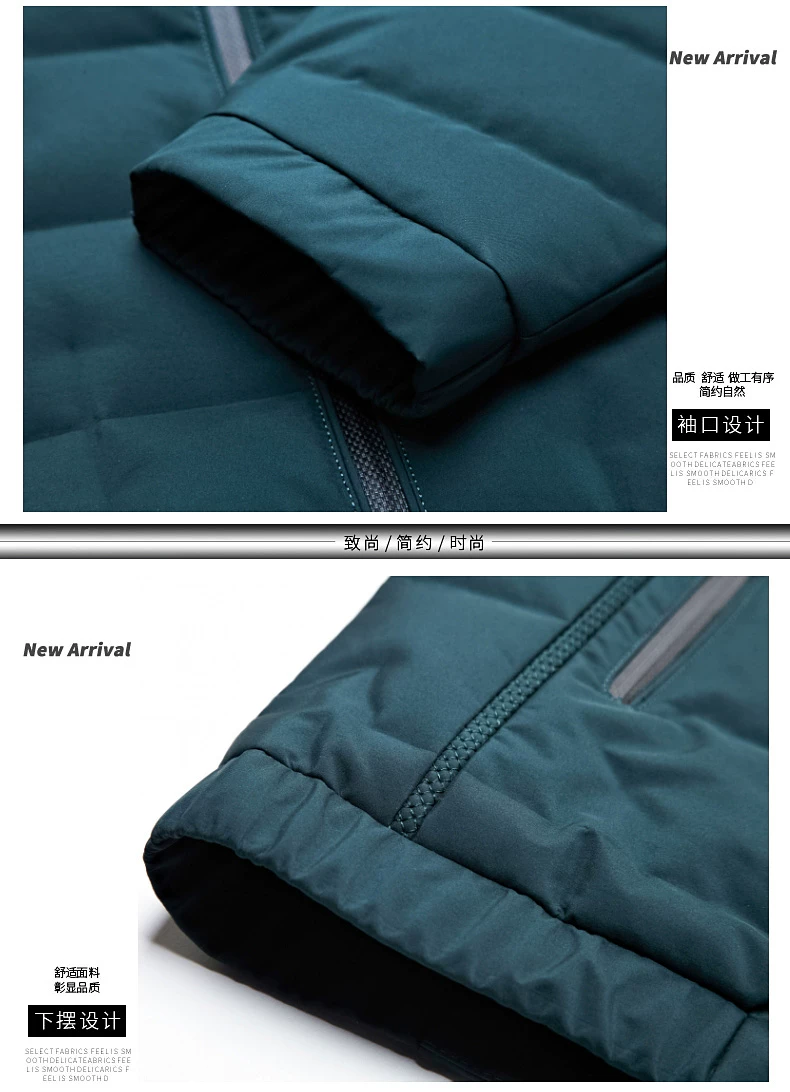 New Arrival
品质 舒适 做工有序
简约自然
袖口设计
SELECT FABRICS FEEL IS SM
OOTH DELICATEABRICS FEE
L IS SMOOTH DELICARICS F
EEL IS SMOOTH D
致尚/简约/时尚
New Arrival
舒适面料
彰显品质
下摆设计
SELECT FABRICS FEEL IS SM
OOTH DELICATEABRICS FEE
L IS SMOOTH DELICARICS F
EEL IS SMOOTH D